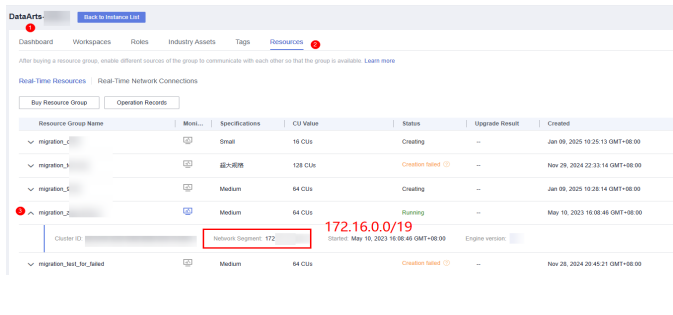 DataArts- Back to Instance List
1
Dashboard Workspaces Roles Industry Assets Tags Resources 2
After buying a resource group, enable different sources of the group to communicate with each other so that the group is available. Learn more
Real-Time Resources Real-Time Network Connections
Buy Resource Group Operation Records
Resource Group Name Moni... Specifications CU Value Status Upgrade Result Created
migration_c Small 16 CUs Creating -- Jan 09, 2025 10:25:13 GMT+08:00
migration_t 超大规格 128 CUs Creation failed -- Nov 29, 2024 22:33:14 GMT+08:00
migration_ Medium 64 CUs Creating -- Jan 09, 2025 10:28:14 GMT+08:00
3 migration_z Medium 64 CUs Running -- May 10, 2023 16:08:46 GMT+08:00
172.16.0.0/19
Cluster ID: Network Segment: 172 Started: May 10, 2023 16:08:46 GMT+08:00 Engine version:
migration_test_for_failed Medium 64 CUs Creation failed -- Nov 28, 2024 20:45:21 GMT+08:00